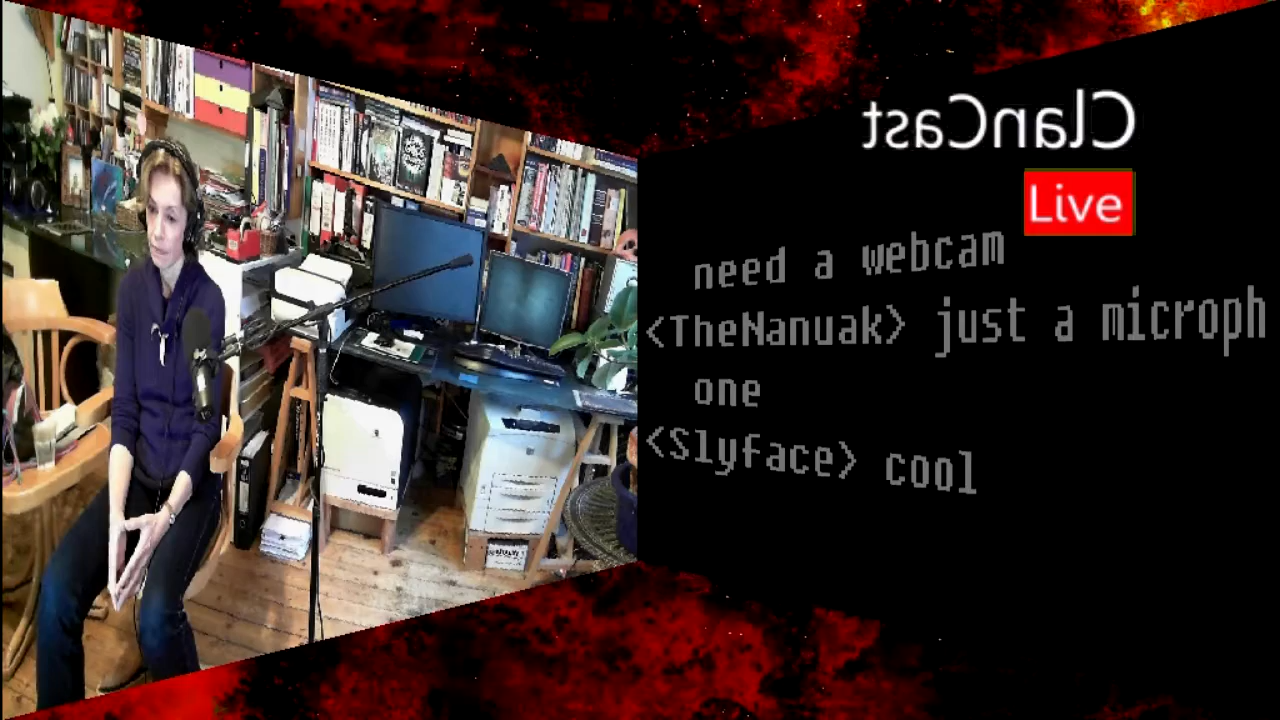 ClanCast
Live
need a webcam
<TheNanuak> just a microph
one
<Slyface> cool